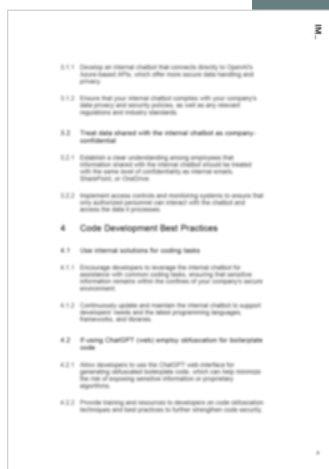 IM...
3.1.1 Develop an internal chatbot that connects directly to OpenAI's
Azure-based APIs, which offer more secure data handling and
privacy.
3.1.2 Ensure that your internal chatbot complies with your company's
data privacy and security policies, as well as any relevant
regulations and industry standards.
3.2 Treat data shared with the internal chatbot as company-
confidential
3.2.1 Establish a clear understanding among employees that
information shared with the internal chatbot should be treated
with the same level of confidentiality as internal emails,
SharePoint, or OneDrive.
3.2.2 Implement access controls and monitoring systems to ensure that
only authorized personnel can interact with the chatbot and
access the data it processes.
4 Code Development Best Practices
4.1 Use internal solutions for coding tasks
4.1.1 Encourage developers to leverage the internal chatbot for
assistance with common coding tasks, ensuring that sensitive
information remains within the confines of your company's secure
environment.
4.1.2 Continuously update and maintain the internal chatbot to support
developers' needs and the latest programming languages,
frameworks, and libraries.
4.2 If using ChatGPT (web) employ obfuscation for boilerplate
code
4.2.1 Allow developers to use the ChatGPT web interface for
generating obfuscated boilerplate code, which can help minimize
the risk of exposing sensitive information or proprietary
algorithms.
4.2.2 Provide training and resources to developers on code obfuscation
techniques and best practices to further strengthen code security.